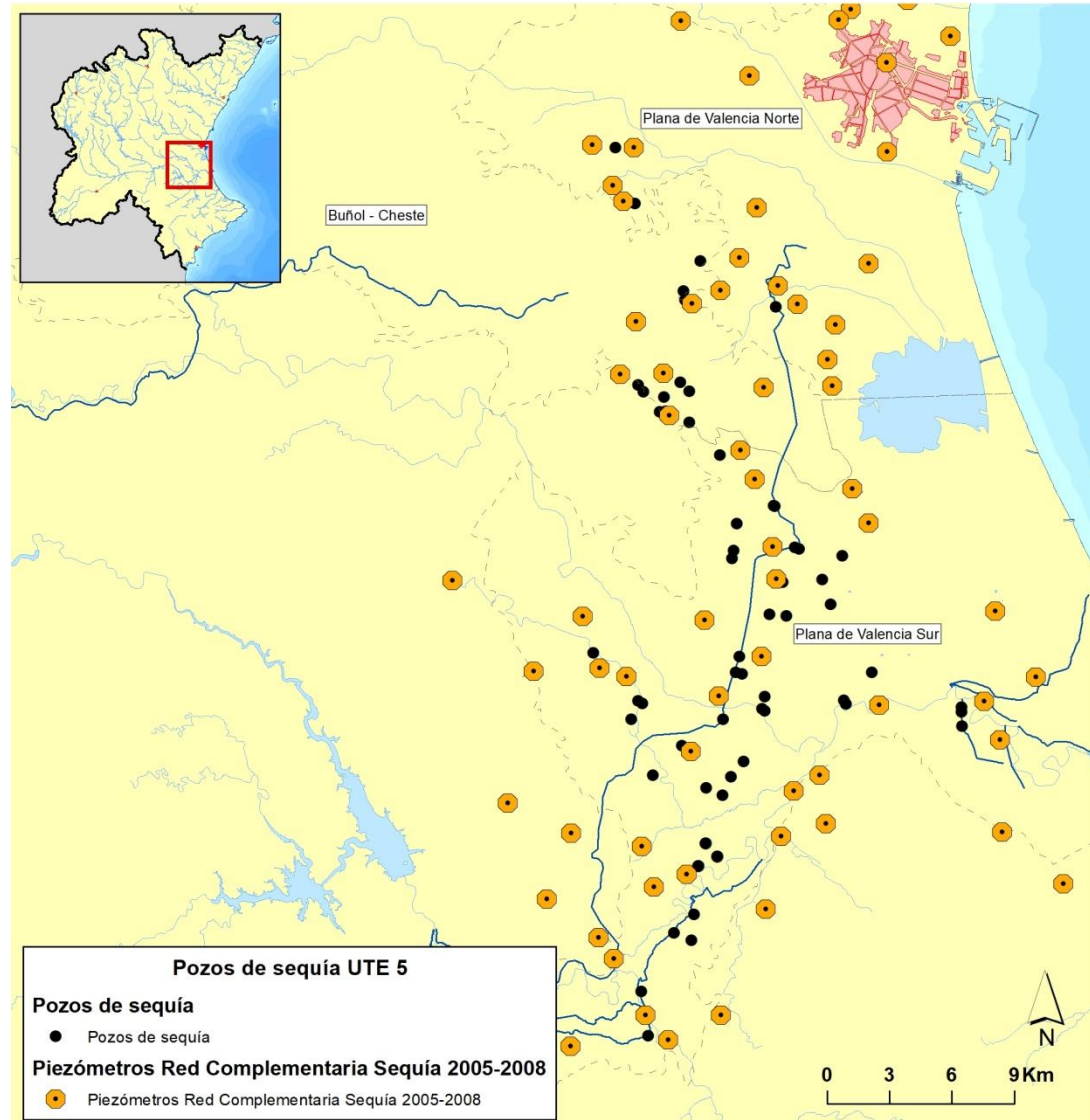 Plana de Valencia Norte
Buñol - Cheste
Plana de Valencia Sur
Pozos de sequía UTE 5
Pozos de sequía
Pozos de sequía
Piezómetros Red Complementaria Sequía 2005-2008
Piezómetros Red Complementaria Sequía 2005-2008
N
0 3 6 9 Km